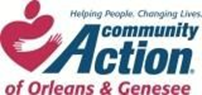 Helping People. Changing Lives.
community
Action®
of Orleans & Genesee